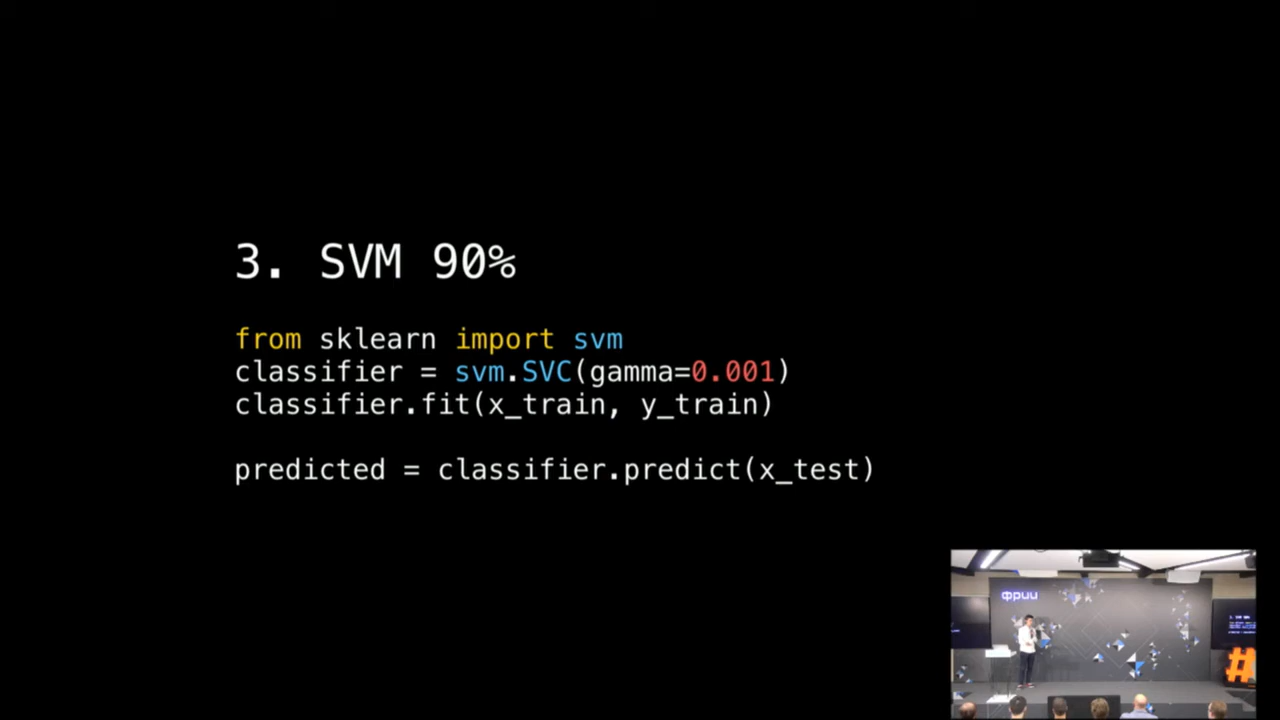 3. SVM 90%
from sklearn import svm
classifier = svm.SVC(gamma=0.001)
classifier.fit(x_train, y_train)
predicted = classifier.predict(x_test)
фрии
#